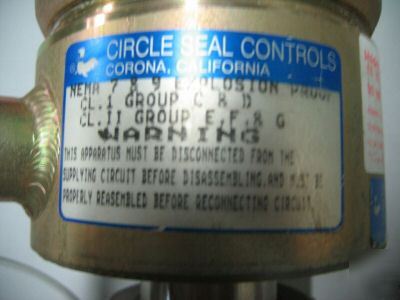 CIRCLE SEAL CONTROLS
CORONA, CALIFORNIA
NEMA 7 & 9 EXPLOSION PROOF
CL.I GROUP C & D
CL.II GROUP E,F,& G
WARNING
THIS APPARATUS MUST BE DISCONNECTED FROM THE
SUPPLYING CIRCUIT BEFORE DISASSEMBLING,AND MUST BE
PROPERLY REASSEMBLED BEFORE RECONNECTING CIRCUIT.